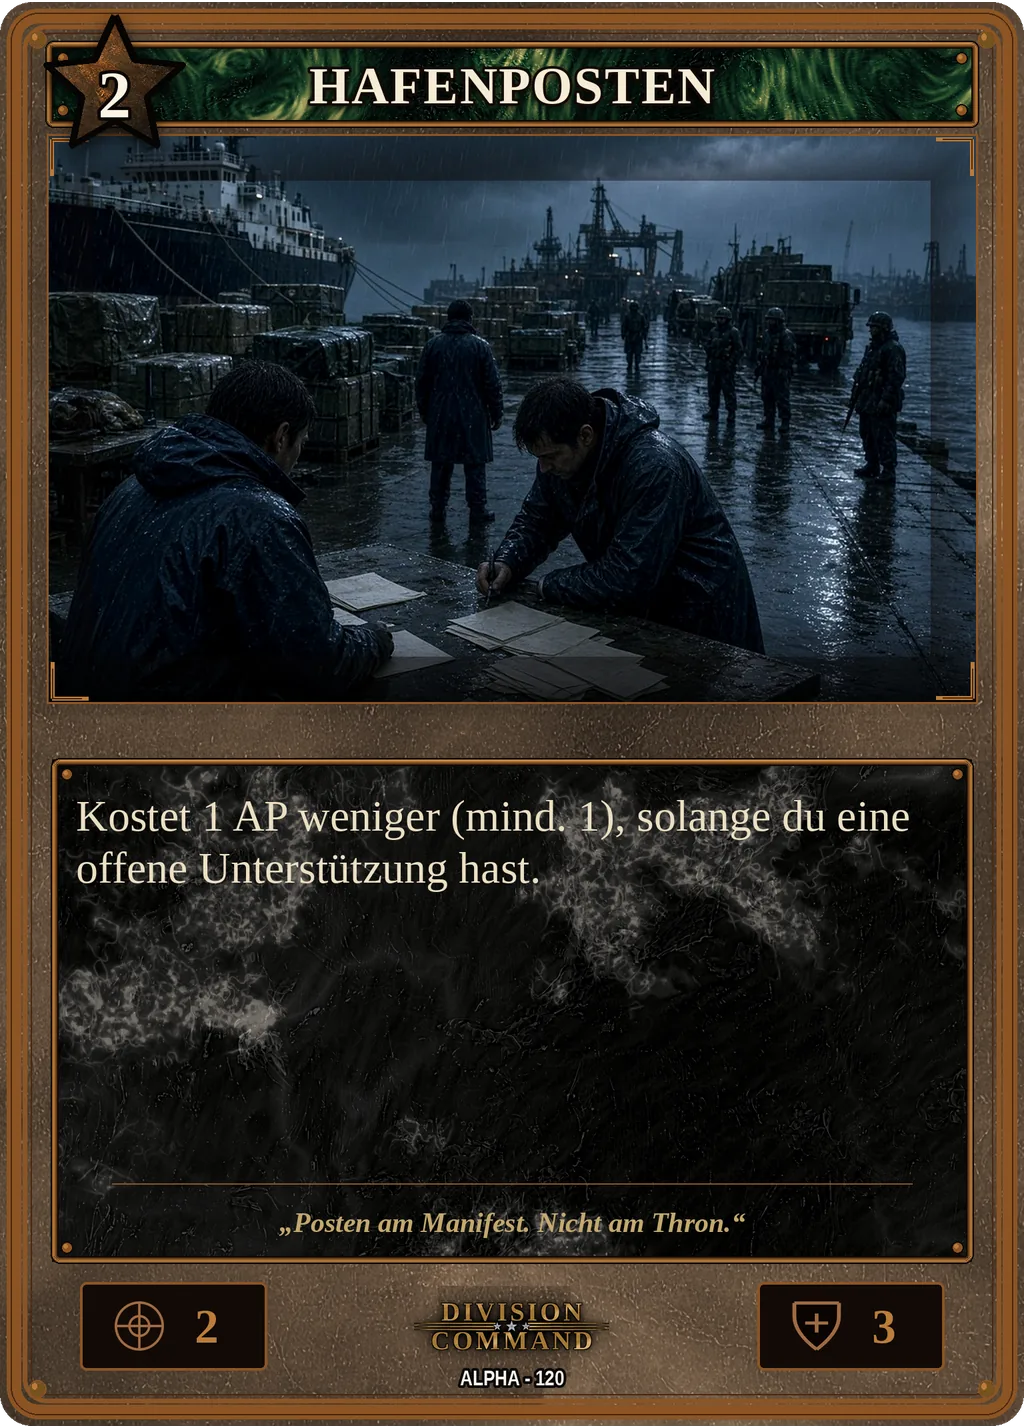 2
HAFENPOSTEN
Kostet 1 AP weniger (mind. 1), solange du eine
offene Unterstützung hast.
„Posten am Manifest. Nicht am Thron.“
2
DIVISION
COMMAND
ALPHA - 120
3